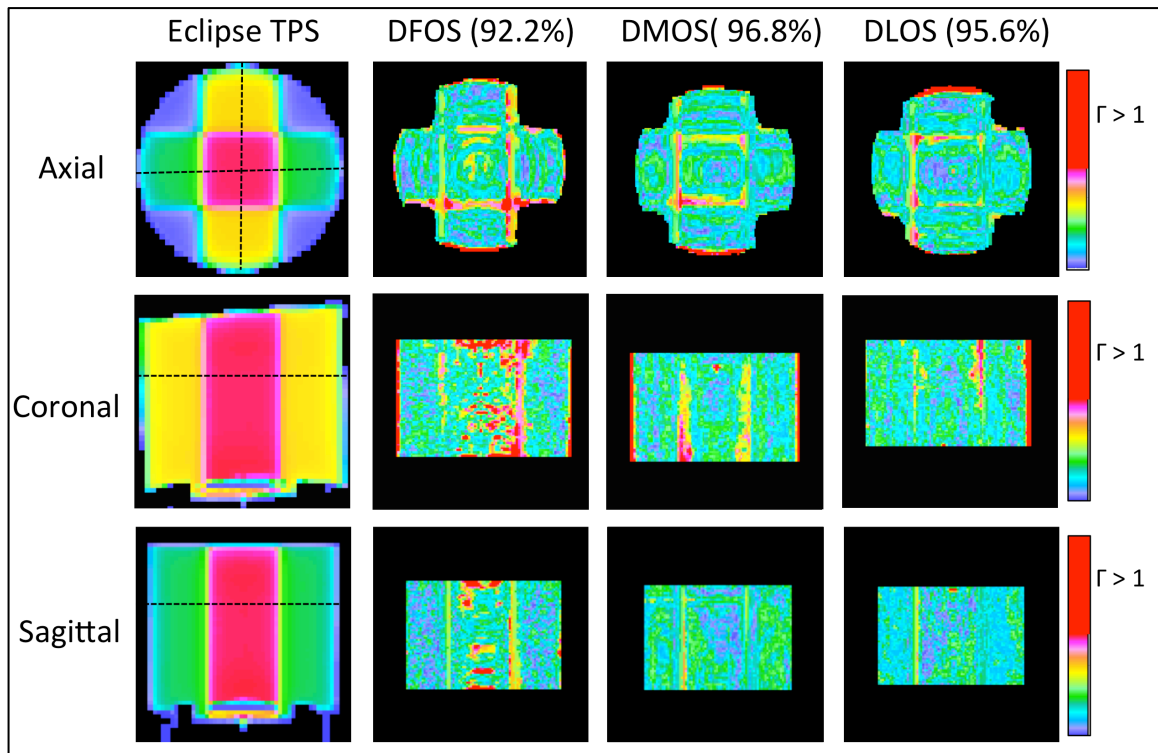 Eclipse TPS DFOS (92.2%) DMOS( 96.8%) DLOS (95.6%)
Axial
Γ > 1
Coronal
Γ > 1
Sagittal
Γ > 1